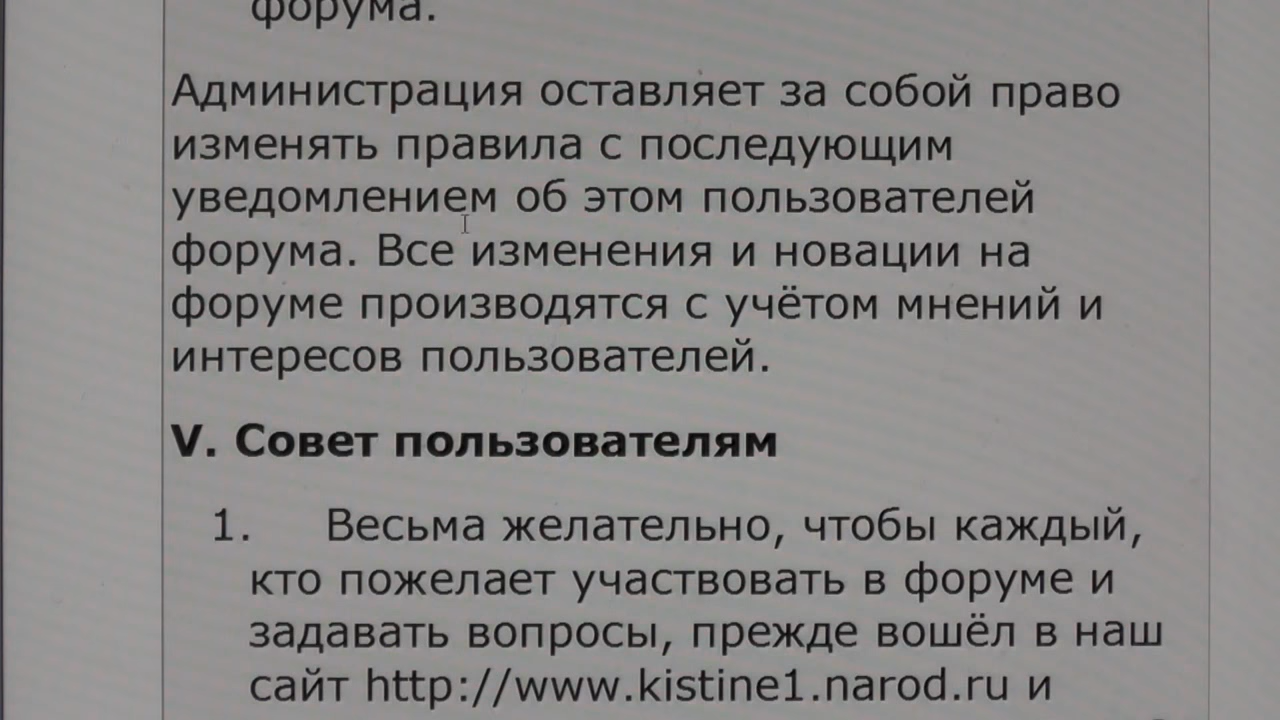 форума.
Администрация оставляет за собой право
изменять правила с последующим
уведомлением об этом пользователей
форума. Все изменения и новации на
форуме производятся с учётом мнений и
интересов пользователей.
V. Совет пользователям
1. Весьма желательно, чтобы каждый,
кто пожелает участвовать в форуме и
задавать вопросы, прежде вошёл в наш
сайт http://www.kistine1.narod.ru и